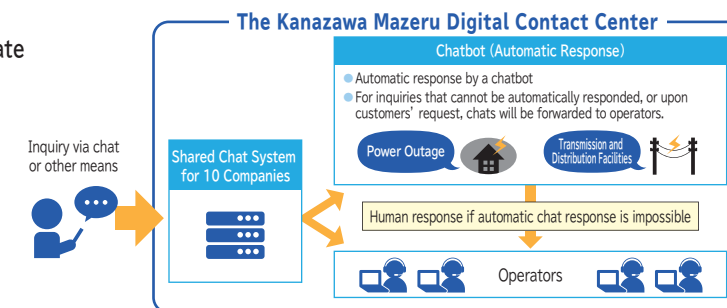 The Kanazawa Mazeru Digital Contact Center
ate
Chatbot (Automatic Response)
● Automatic response by a chatbot
● For inquiries that cannot be automatically responded, or upon
customers' request, chats will be forwarded to operators.
Inquiry via chat
or other means
Shared Chat System
for 10 Companies
Power Outage
Transmission and
Distribution Facilities
Human response if automatic chat response is impossible
Operators